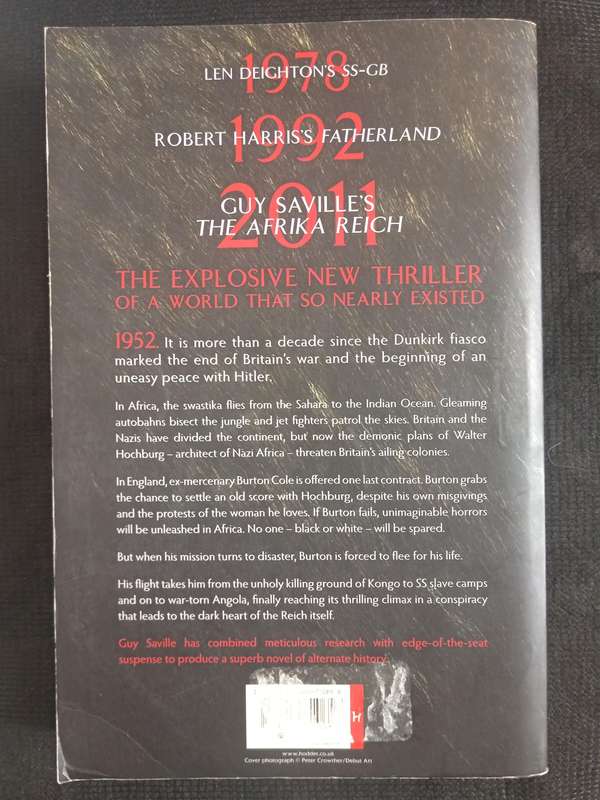 1978
LEN DEIGHTON'S SS-GB
1992
ROBERT HARRIS'S FATHERLAND
2011
GUY SAVILLE'S
THE AFRIKA REICH
THE EXPLOSIVE NEW THRILLER
OF A WORLD THAT SO NEARLY EXISTED
1952. It is more than a decade since the Dunkirk fiasco
marked the end of Britain's war and the beginning of an
uneasy peace with Hitler.
In Africa, the swastika flies from the Sahara to the Indian Ocean. Gleaming
autobahns bisect the jungle and jet fighters patrol the skies. Britain and the
Nazis have divided the continent, but now the demonic plans of Walter
Hochburg – architect of Nazi Africa – threaten Britain's ailing colonies.
In England, ex-mercenary Burton Cole is offered one last contract. Burton grabs
the chance to settle an old score with Hochburg, despite his own misgivings
and the protests of the woman he loves. If Burton fails, unimaginable horrors
will be unleashed in Africa. No one – black or white – will be spared.
But when his mission turns to disaster, Burton is forced to flee for his life.
His flight takes him from the unholy killing ground of Kongo to SS slave camps
and on to war-torn Angola, finally reaching its thrilling climax in a conspiracy
that leads to the dark heart of the Reich itself.
Guy Saville has combined meticulous research with edge-of-the-seat
suspense to produce a superb novel of alternate history.
H
www.hodder.co.uk
Cover photograph © Peter Crowther/Debut Art